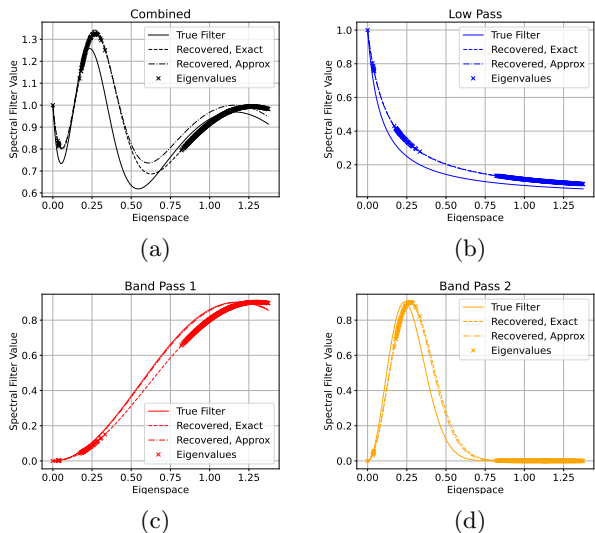 Combined
Spectral Filter Value
1.3
1.2
1.1
1.0
0.9
0.8
0.7
0.6
True Filter
Recovered, Exact
Recovered, Approx
Eigenvalues
0.00 0.25 0.50 0.75 1.00 1.25
Eigenspace
(a)
Low Pass
Spectral Filter Value
1.0
0.8
0.6
0.4
0.2
True Filter
Recovered, Exact
Recovered, Approx
Eigenvalues
0.00 0.25 0.50 0.75 1.00 1.25
Eigenspace
(b)
Band Pass 1
Spectral Filter Value
0.8
0.6
0.4
0.2
0.0
True Filter
Recovered, Exact
Recovered, Approx
Eigenvalues
0.00 0.25 0.50 0.75 1.00 1.25
Eigenspace
(c)
Band Pass 2
Spectral Filter Value
0.8
0.6
0.4
0.2
0.0
True Filter
Recovered, Exact
Recovered, Approx
Eigenvalues
0.00 0.25 0.50 0.75 1.00 1.25
Eigenspace
(d)